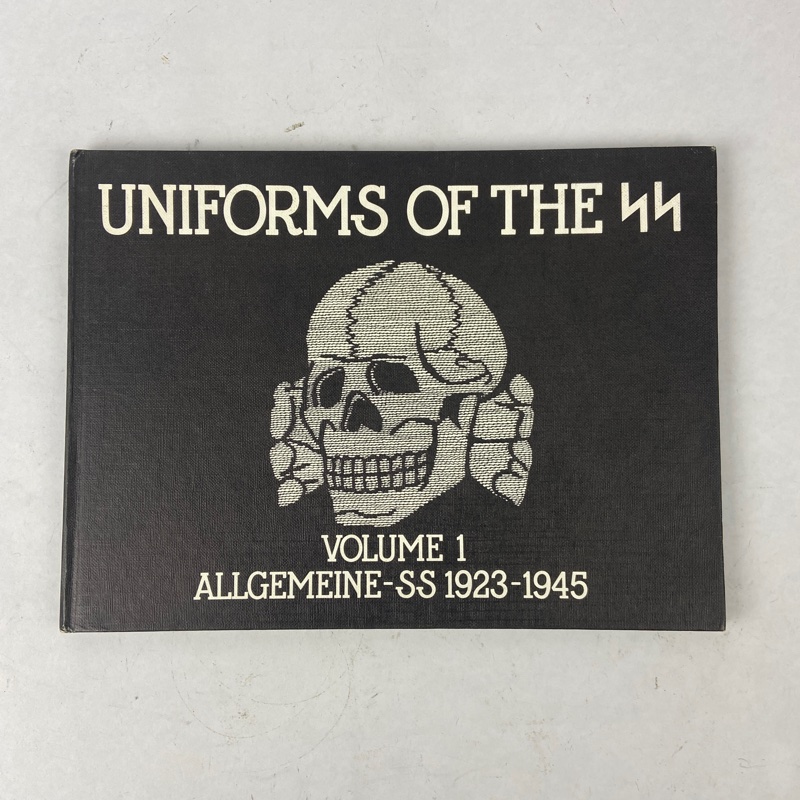 UNIFORMS OF THE ᛋᛋ
VOLUME 1
ALLGEMEINE-SS 1923-1945